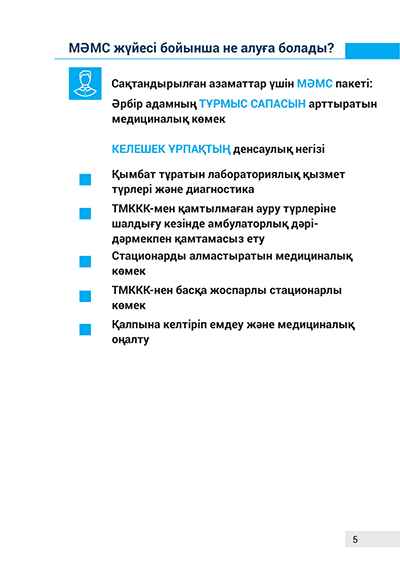 МӘМС жүйесі бойынша не алуға болады?
Сақтандырылған азаматтар үшін МӘМС пакеті:
Әрбір адамның ТҰРМЫС САПАСЫН арттыратын
медициналық көмек
КЕЛЕШЕК ҰРПАҚТЫҢ денсаулық негізі
Қымбат тұратын лабораториялық қызмет
түрлері және диагностика
ТМККК-мен қамтылмаған ауру түрлеріне
шалдығу кезінде амбулаторлық дәрі-
дәрмекпен қамтамасыз ету
Стационарды алмастыратын медициналық
көмек
ТМККК-нен басқа жоспарлы стационарлы
көмек
Қалпына келтіріп емдеу және медициналық
оңалту
5